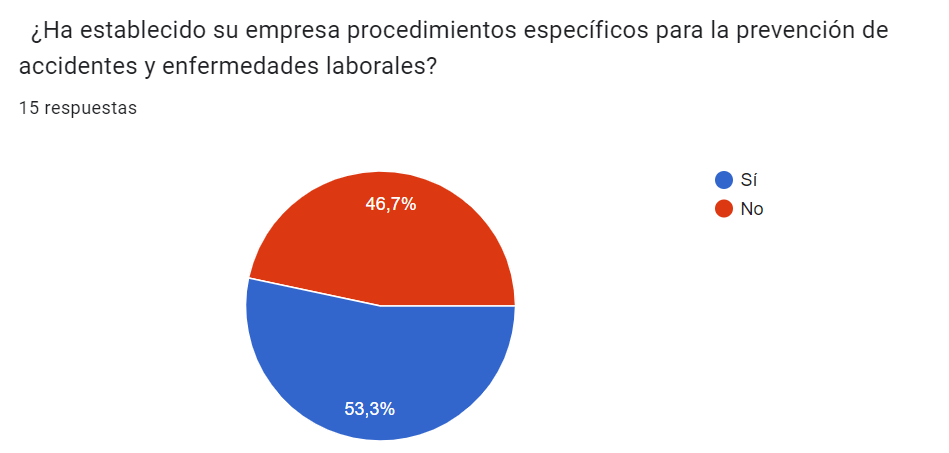 ¿Ha establecido su empresa procedimientos específicos para la prevención de
accidentes y enfermedades laborales?
15 respuestas
Sí
No
46,7%
53,3%